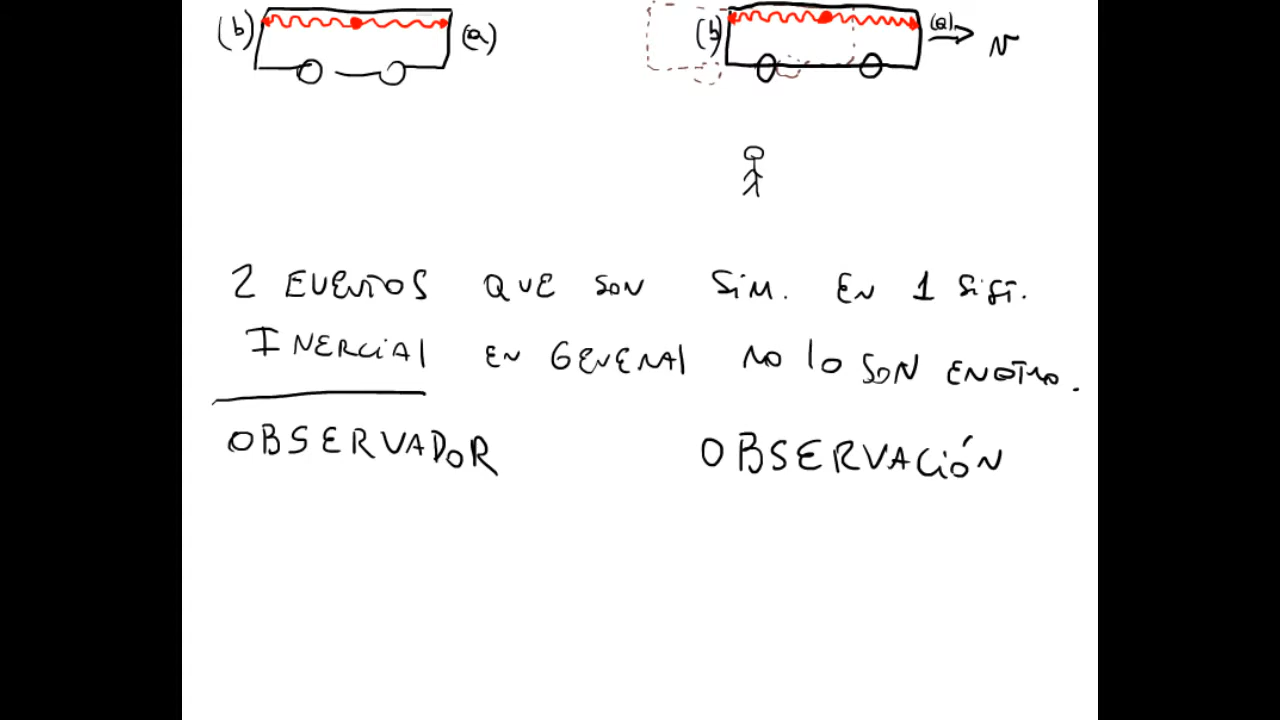 (b) (a) (b) (a) v
2 EVENTOS QUE SON SIM. EN 1 SIST.
INERCIAL EN GENERAL NO LO SON EN OTRO.
OBSERVADOR OBSERVACIÓN